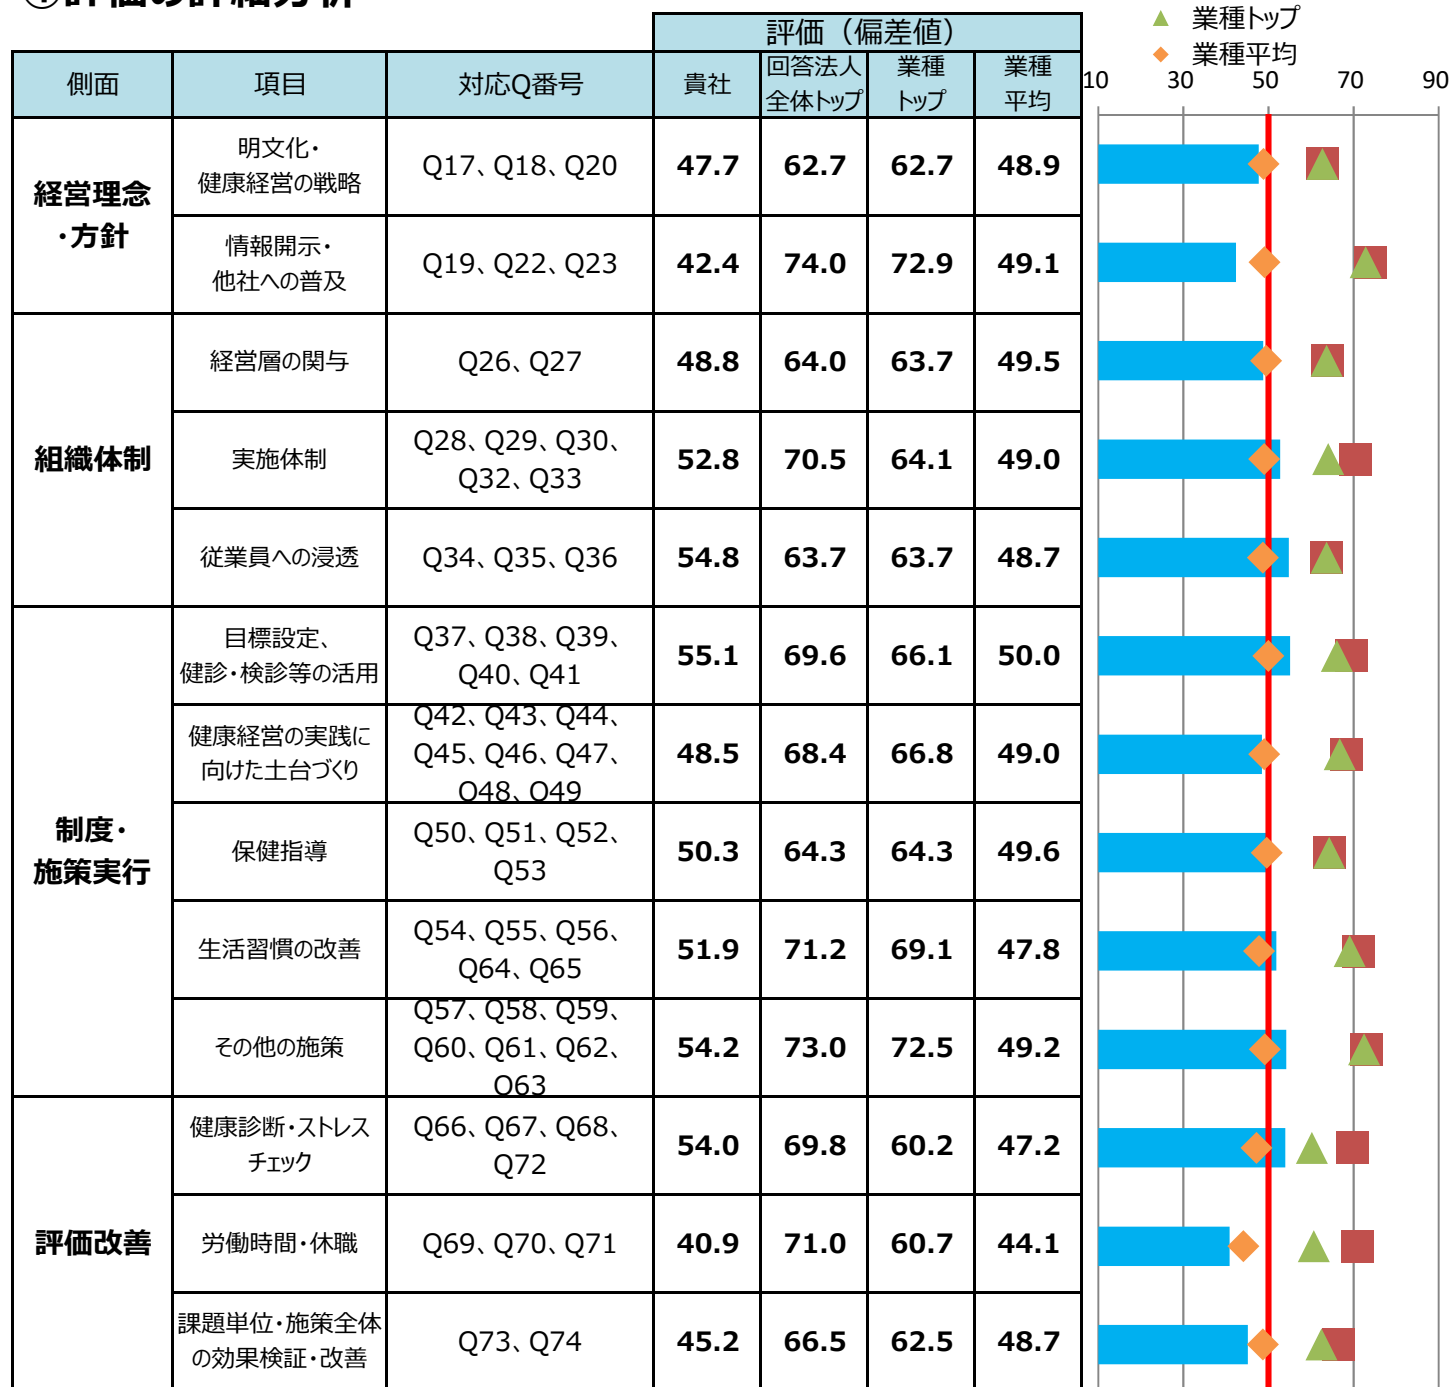 ④評価の詳細分析
▲ 業種トップ
◆ 業種平均
評価（偏差値）
側面 項目 対応Q番号 貴社 回答法人全体トップ 業種トップ 業種平均
10 30 50 70 90
経営理念・方針
明文化・
健康経営の戦略
Q17、Q18、Q20
47.7 62.7 62.7 48.9
情報開示・
他社への普及
Q19、Q22、Q23
42.4 74.0 72.9 49.1
組織体制
経営層の関与
Q26、Q27
48.8 64.0 63.7 49.5
実施体制
Q28、Q29、Q30、
Q32、Q33
52.8 70.5 64.1 49.0
従業員への浸透
Q34、Q35、Q36
54.8 63.7 63.7 48.7
制度・
施策実行
目標設定、
健診・検診等の活用
Q37、Q38、Q39、
Q40、Q41
55.1 69.6 66.1 50.0
健康経営の実践に
向けた土台づくり
Q42、Q43、Q44、
Q45、Q46、Q47、
Q48、Q49
48.5 68.4 66.8 49.0
保健指導
Q50、Q51、Q52、
Q53
50.3 64.3 64.3 49.6
生活習慣の改善
Q54、Q55、Q56、
Q64、Q65
51.9 71.2 69.1 47.8
その他の施策
Q57、Q58、Q59、
Q60、Q61、Q62、
Q63
54.2 73.0 72.5 49.2
評価改善
健康診断・ストレス
チェック
Q66、Q67、Q68、
Q72
54.0 69.8 60.2 47.2
労働時間・休職
Q69、Q70、Q71
40.9 71.0 60.7 44.1
課題単位・施策全体
の効果検証・改善
Q73、Q74
45.2 66.5 62.5 48.7